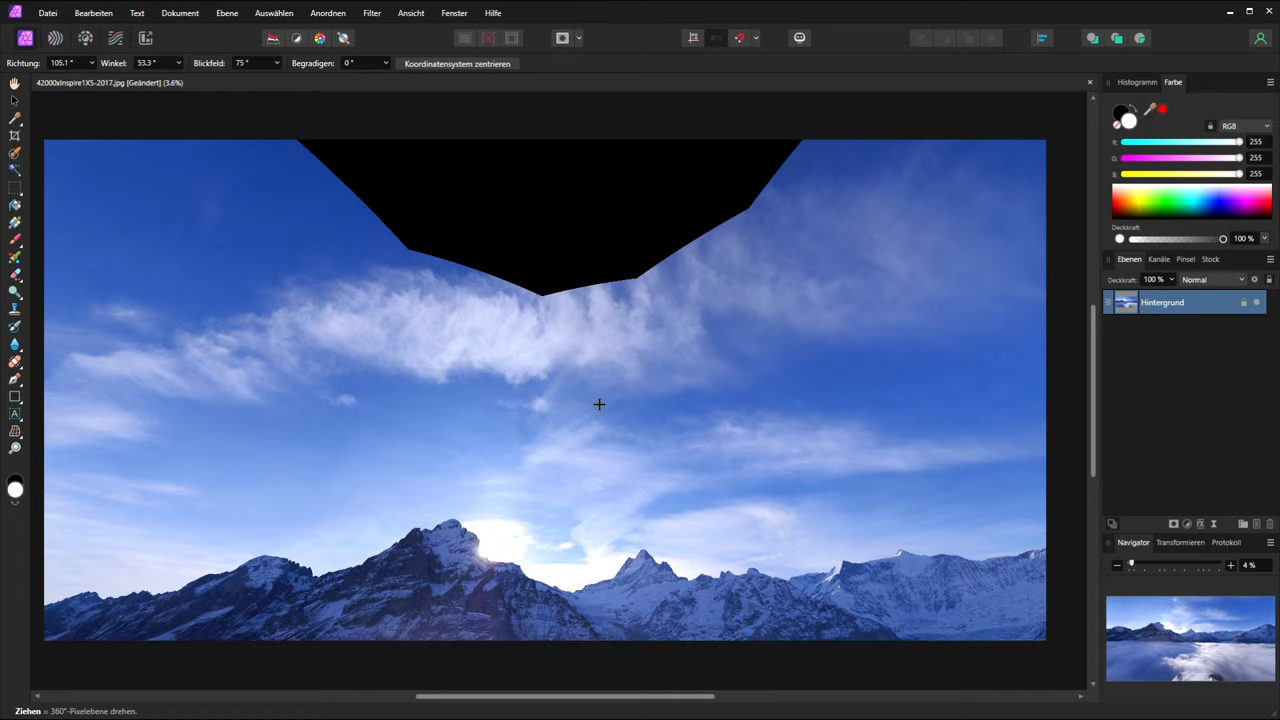 Datei Bearbeiten Text Dokument Ebene Auswählen Anordnen Filter Ansicht Fenster Hilfe
Richtung: 105.1 ° Winkel: 53.3 ° Blickfeld: 75 ° Begradigen: 0 ° Koordinatensystem zentrieren
42000xInspire1X5-2017.jpg [Geändert] (3.6%)
Histogramm Farbe
RGB
R: 255
G: 255
B: 255
Deckkraft
100 %
Ebenen Kanäle Pinsel Stock
Deckkraft: 100 % Normal
Hintergrund
Navigator Transformieren Protokoll
4 %
Ziehen = 360°-Pixelebene drehen.